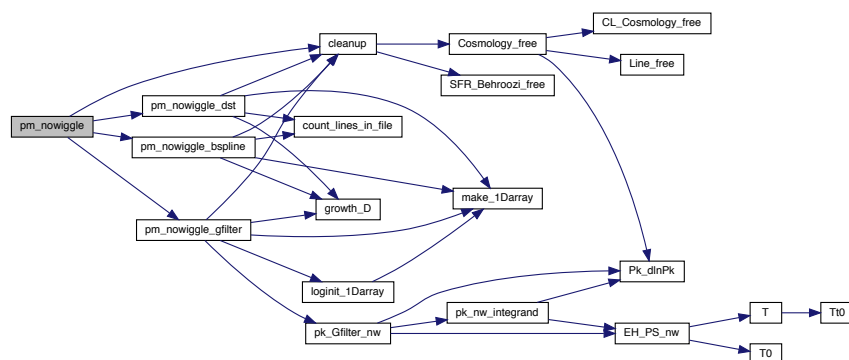 CL_Cosmology_free
cleanup
Cosmology_free
Line_free
SFR_Behroozi_free
pm_nowiggle_dst
pm_nowiggle
count_lines_in_file
pm_nowiggle_bspline
make_1Darray
growth_D
pm_nowiggle_gfilter
Pk_dlnPk
loginit_1Darray
pk_nw_integrand
T
Tt0
pk_Gfilter_nw
EH_PS_nw
T0